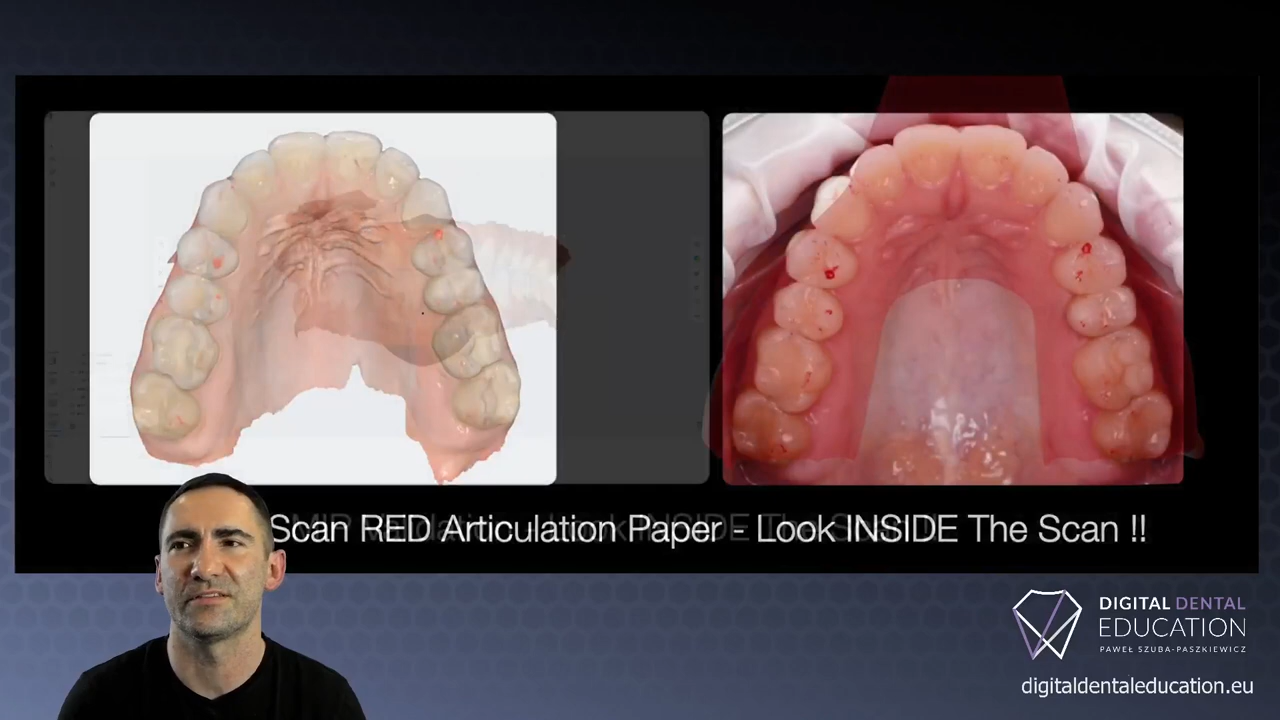 Scan RED Articulation Paper - Look INSIDE The Scan !!
DIGITAL DENTAL
EDUCATION
PAWEŁ SZUBA-PASZKIEWICZ
digitaldentaleducation.eu